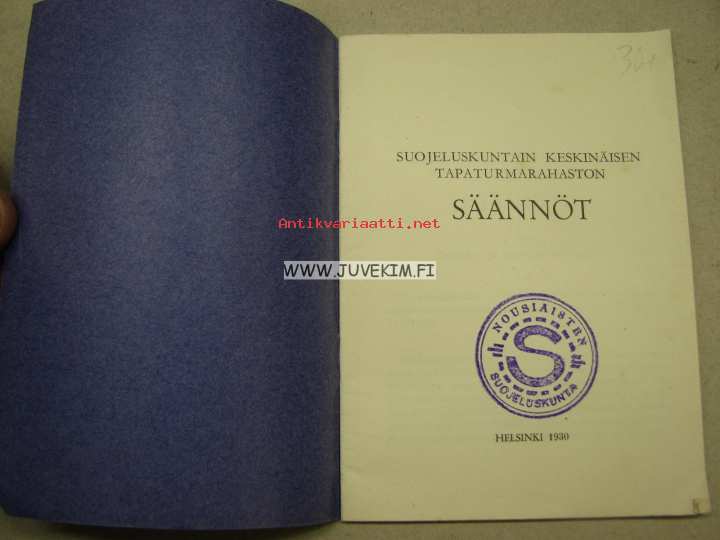 SUOJELUSKUNTAIN KESKINÄISEN
TAPATURMARAHASTON
SÄÄNNÖT
Antikvariaatti.net
WWW.JUVEKIM.FI
NOUSIAISTEN
S
SUOJELUSKUNTA
HELSINKI 1930